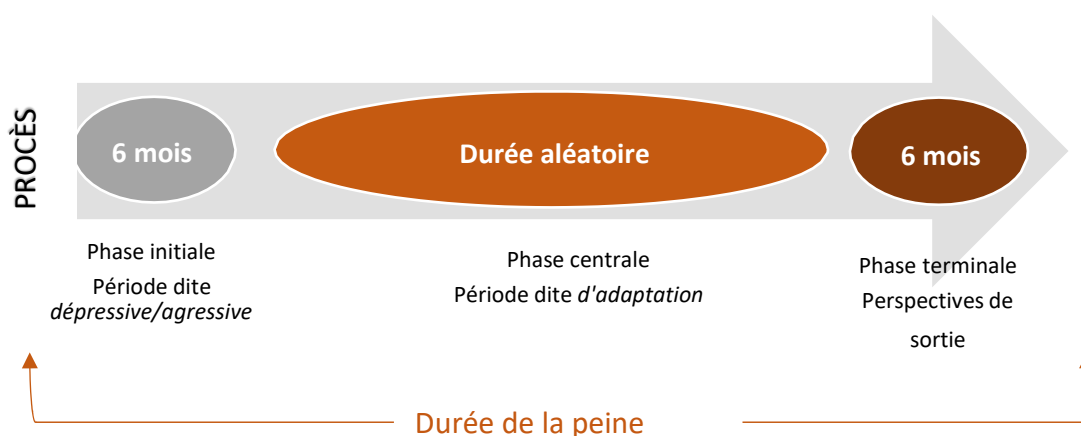 PROCÈS
6 mois
Durée aléatoire
6 mois
Phase initiale
Période dite
dépressive/agressive
Phase centrale
Période dite d'adaptation
Phase terminale
Perspectives de
sortie
Durée de la peine